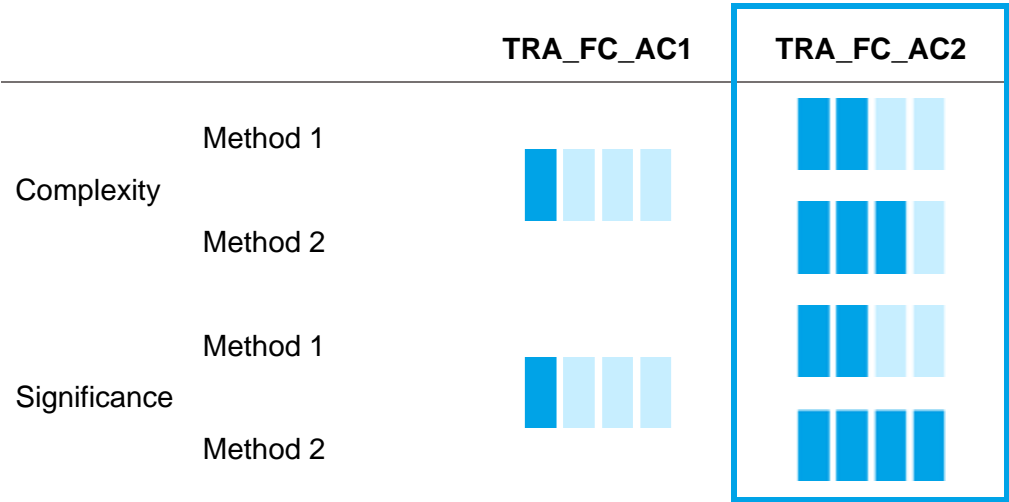 TRA_FC_AC1 TRA_FC_AC2
Method 1
Complexity
Method 2
Method 1
Significance
Method 2